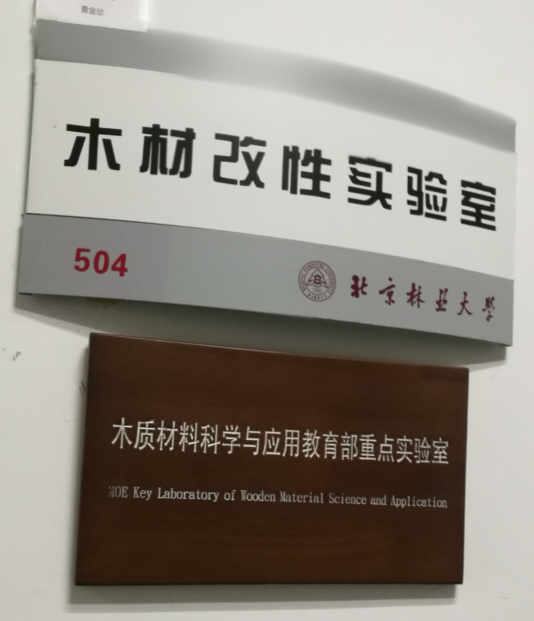 木材改性实验室
504
北京林业大学
木质材料科学与应用教育部重点实验室
MOE Key Laboratory of Wooden Material Science and Application